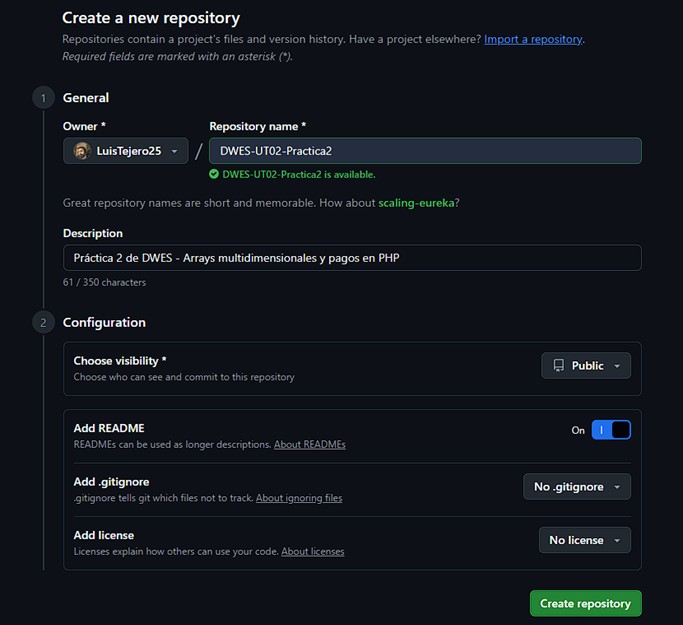 Create a new repository
Repositories contain a project's files and version history. Have a project elsewhere? Import a repository.
Required fields are marked with an asterisk (*).
1 General
Owner * Repository name *
LuisTejero25 / DWES-UT02-Practica2
DWES-UT02-Practica2 is available.
Great repository names are short and memorable. How about scaling-eureka?
Description
Práctica 2 de DWES - Arrays multidimensionales y pagos en PHP
61 / 350 characters
2 Configuration
Choose visibility *
Choose who can see and commit to this repository
Public
Add README
READMEs can be used as longer descriptions. About READMEs
On
Add .gitignore
.gitignore tells git which files not to track. About ignoring files
No .gitignore
Add license
Licenses explain how others can use your code. About licenses
No license
Create repository